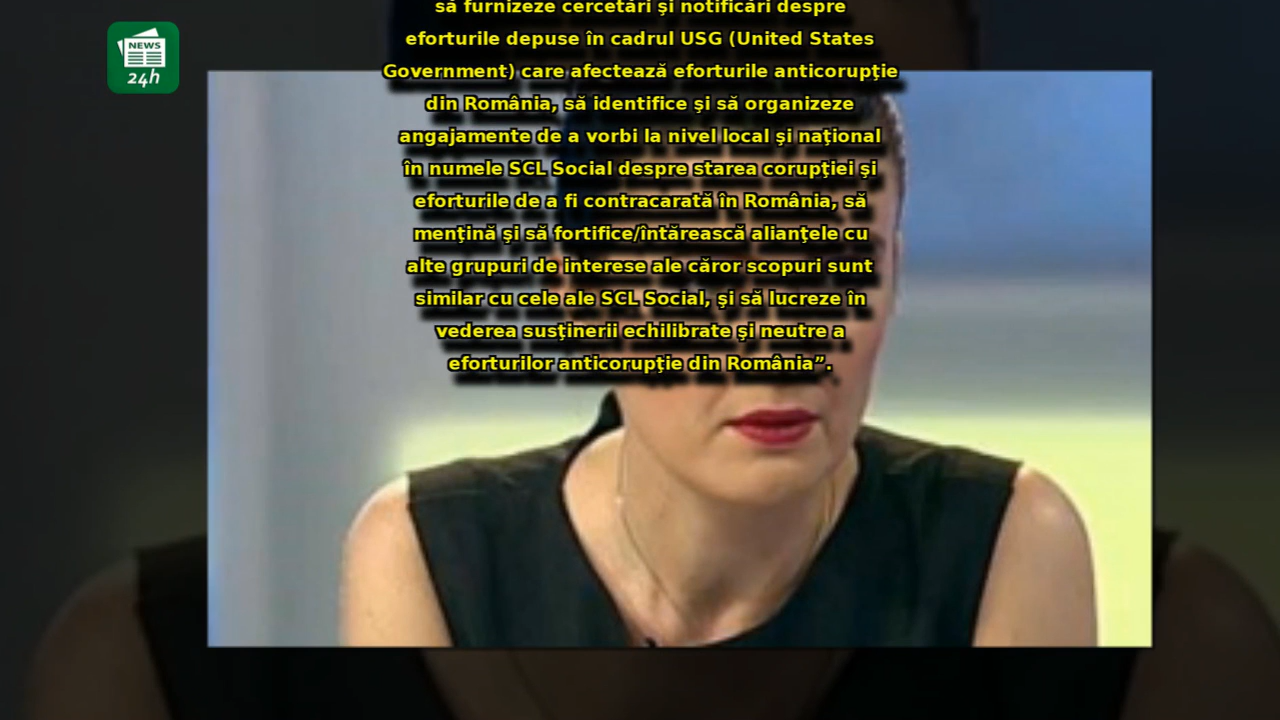 să furnizeze cercetări şi notificări despre
eforturile depuse în cadrul USG (United States
Government) care afectează eforturile anticorupţie
din România, să identifice şi să organizeze
angajamente de a vorbi la nivel local şi naţional
în numele SCL Social despre starea corupţiei şi
eforturile de a fi contracarată în România, să
menţină şi să fortifice/întărească alianţele cu
alte grupuri de interese ale căror scopuri sunt
similar cu cele ale SCL Social, şi să lucreze în
vederea susţinerii echilibrate şi neutre a
eforturilor anticorupţie din România”.
NEWS
24h